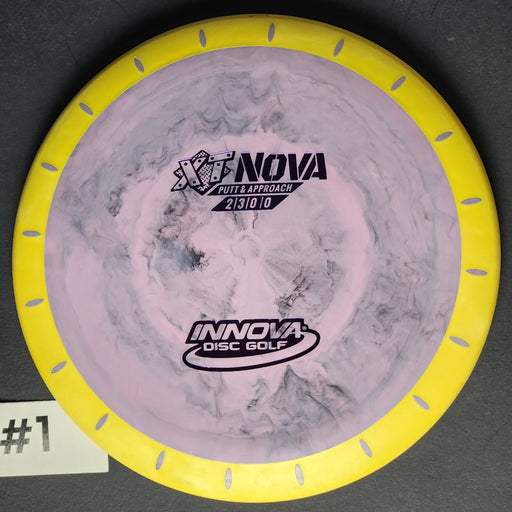 XT NOVA
PUTT & APPROACH
2|3|0|0
INNOVA®
DISC GOLF
#1